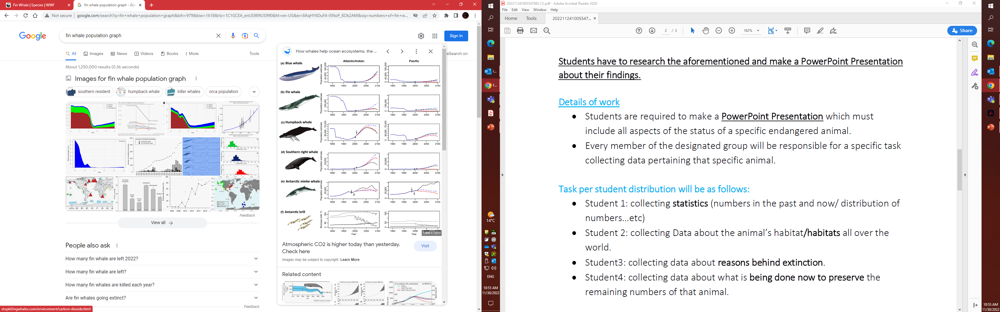 Fin Whale | Species | WWF
fin whale population graph - Goo
Not secure
google.com/search?q=fin+whale+population+graph&bih=979&biw=1618&rlz=1C1GCEA_enUS989US990&hl=en-US&ei=8AqHY6DuF4-I5NoP_KOk2AM&oq=numbers+of+fin+w...
Google
fin whale population graph
Sign in
All
Images
News
Videos
Books
More
Tools
eSearch on
About 1,250,000 results (0.36 seconds)
Images for fin whale population graph
southern resident
humpback whale
killer whales
orca population
Feedback
View all
People also ask
How many fin whale are left 2022?
How many fin whale are left?
How many fin whales are killed each year?
Are fin whales going extinct?
Feedback
stopkillingwhales.com/environment/carbon-dioxide.html
How whales help ocean ecosystems, the ...
Atlantic/Indian
Pacific
(a) Blue whale
(b) Fin whale
(c) Humpback whale
(d) Southern right whale
(e) Antarctic minke whale
(f) Antarctic krill
Population estimate
Biomass (mill. T)
1900 1950 2000 2050 2100
Year
Year
1,000 × 1,077
Atmospheric CO2 is higher today than yesterday.
Check here
Visit
Images may be subject to copyright. Learn More
Related content
14°C
ENG
10:55 AM
11/30/2022
202211241005547493 (1).pdf - Adobe Acrobat Reader 2020
File Edit View Window Help
Home
Tools
202211241005547...
2 / 3
162%
Share
Students have to research the aforementioned and make a PowerPoint Presentation
about their findings.
Details of work
● Students are required to make a PowerPoint Presentation which must
include all aspects of the status of a specific endangered animal.
● Every member of the designated group will be responsible for a specific task
collecting data pertaining that specific animal.
Task per student distribution will be as follows:
● Student 1: collecting statistics (numbers in the past and now/ distribution of
numbers...etc)
● Student 2: collecting Data about the animal's habitat/habitats all over the
world.
● Student3: collecting data about reasons behind extinction.
● Student4: collecting data about what is being done now to preserve the
remaining numbers of that animal.
10:55 AM
11/30/2022